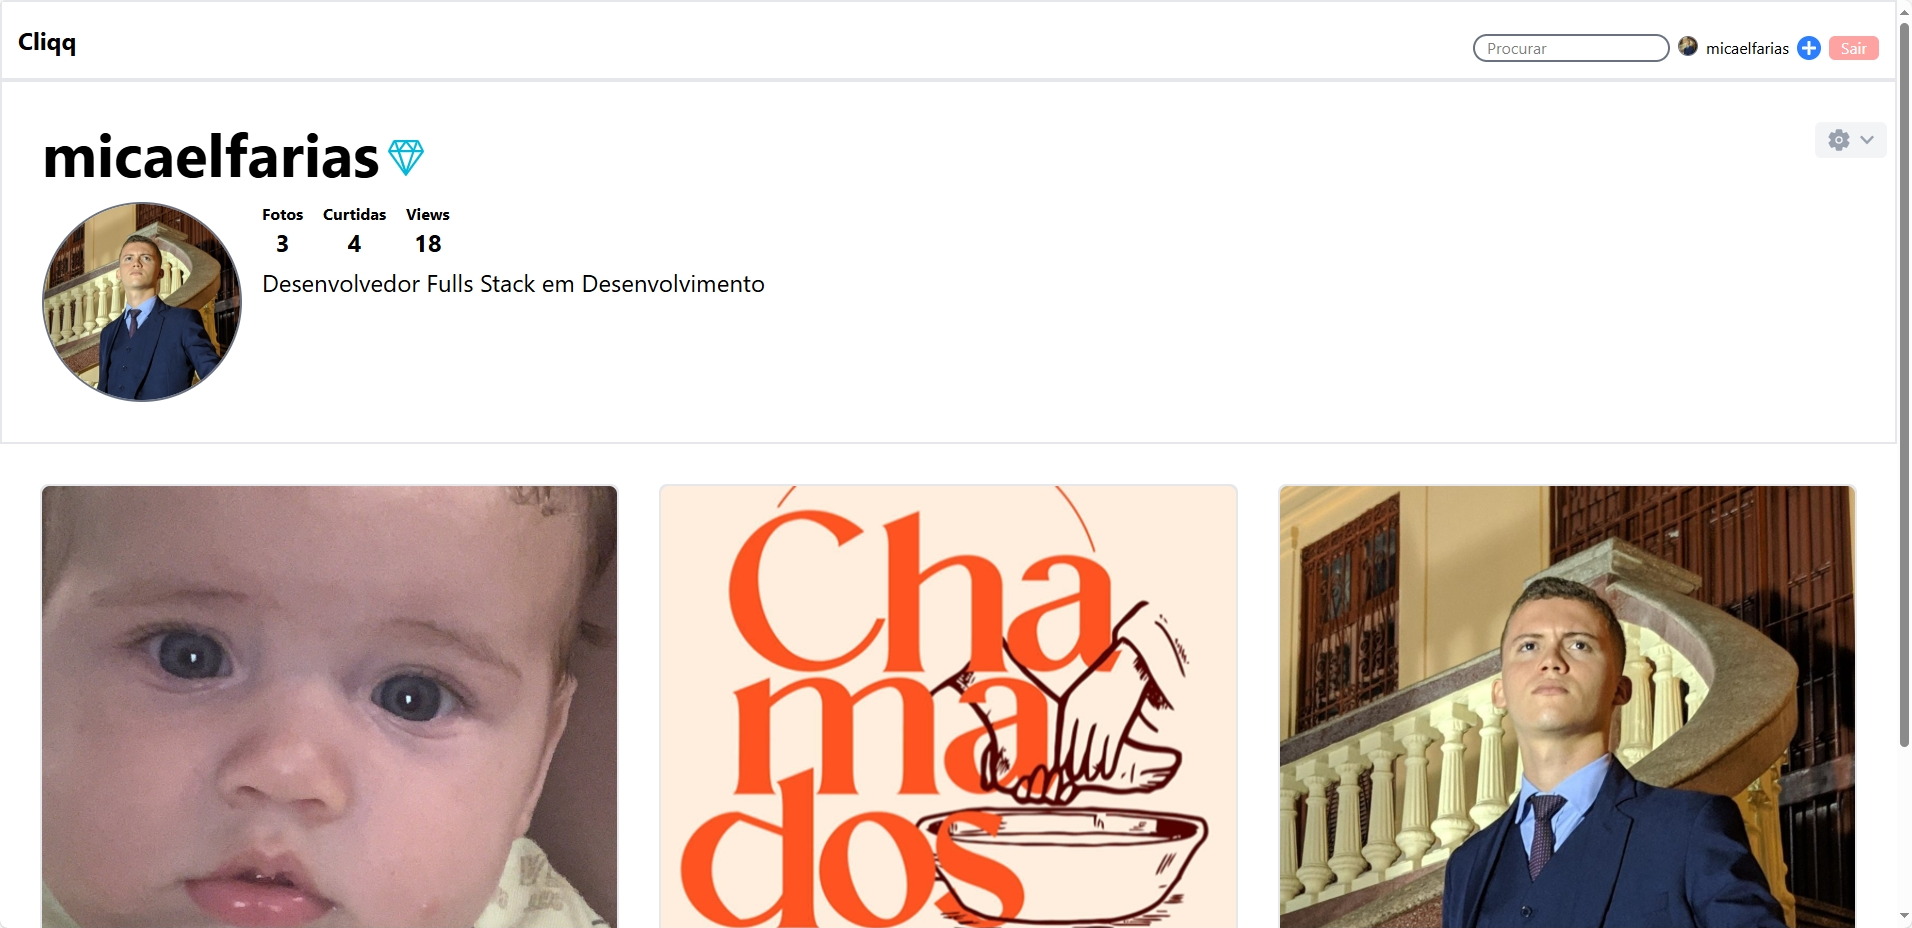 Cliqq
Procurar
micaelfarias
Sair
micaelfarias
Fotos Curtidas Views
3 4 18
Desenvolvedor Fulls Stack em Desenvolvimento
Cha
ma
dos